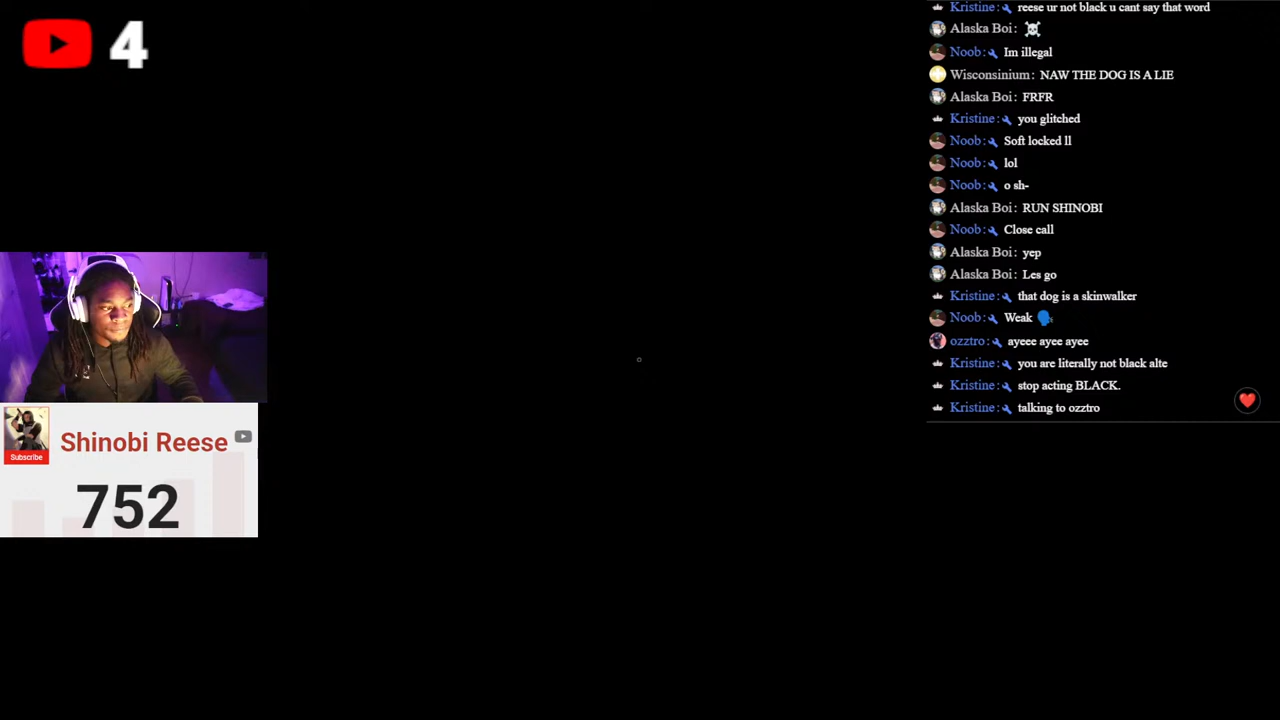 4
Kristine: reese ur not black u cant say that word
Alaska Boi: ☠️
Noob: Im illegal
Wisconsinium: NAW THE DOG IS A LIE
Alaska Boi: FRFR
Kristine: you glitched
Noob: Soft locked ll
Noob: lol
Noob: o sh-
Alaska Boi: RUN SHINOBI
Noob: Close call
Alaska Boi: yep
Alaska Boi: Les go
Kristine: that dog is a skinwalker
Noob: Weak 🗣️
ozztro: ayeee ayee ayee
Kristine: you are literally not black alte
Kristine: stop acting BLACK.
Kristine: talking to ozztro
Shinobi Reese
Subscribe
752